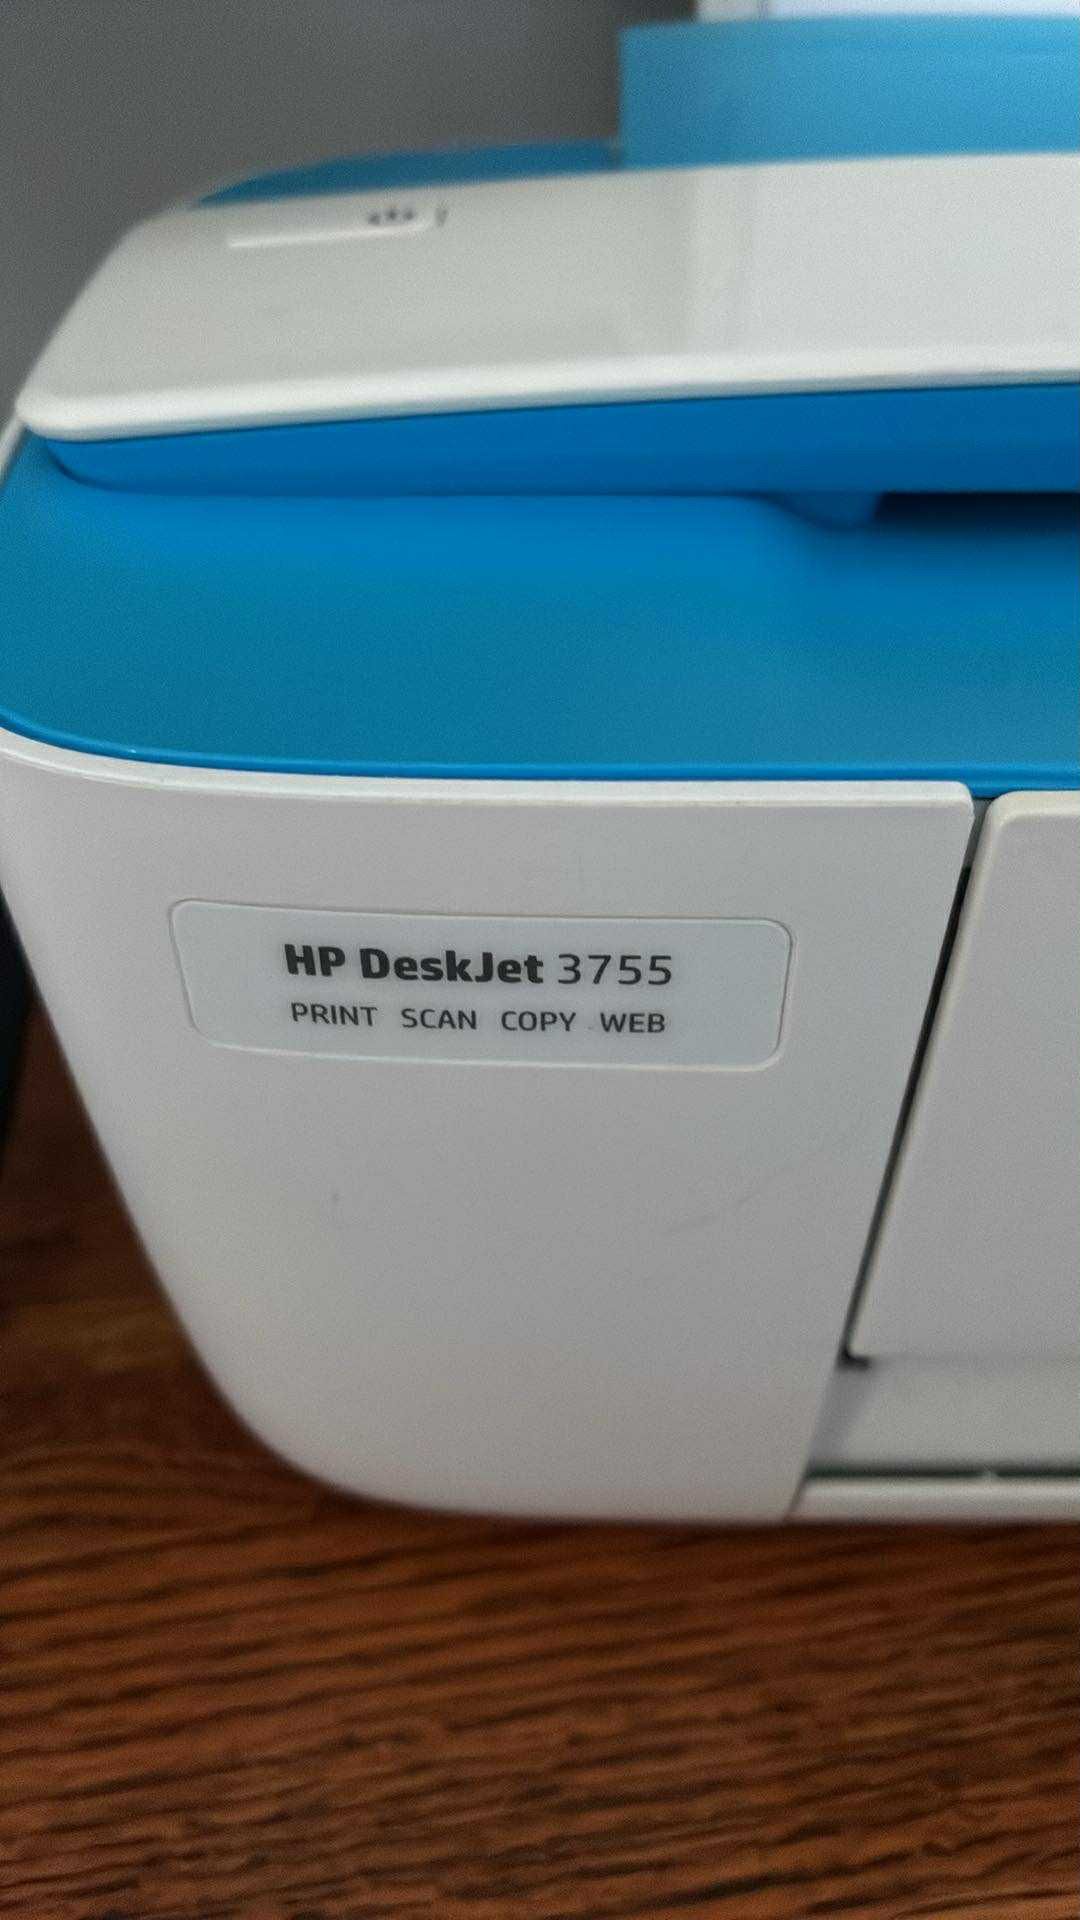 HP DeskJet 3755
PRINT SCAN COPY WEB